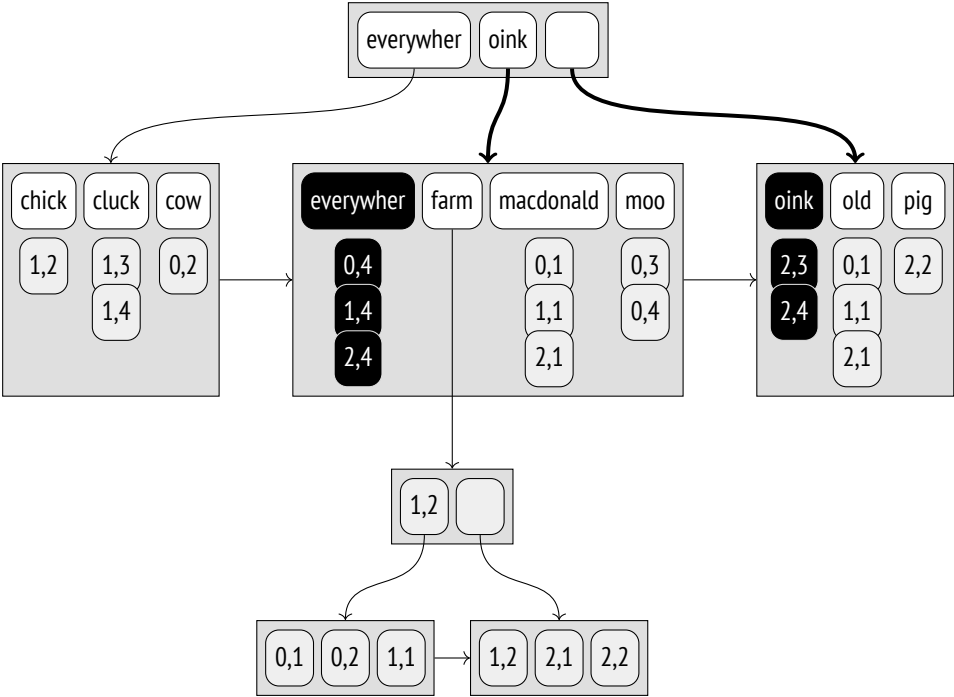 everywher oink
chick cluck cow everywher farm macdonald moo oink old pig
1,2 1,3 0,2 0,4 0,1 0,3 2,3 0,1 2,2
1,4 1,4 1,1 0,4 2,4 1,1
2,4 2,1 2,1
1,2
0,1 0,2 1,1 1,2 2,1 2,2